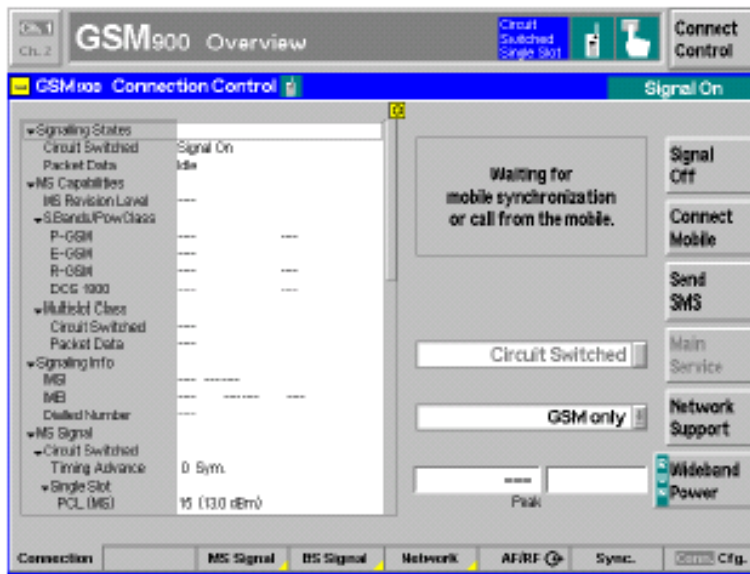 Ch. 1
Ch. 2
GSM900 Overview
Circuit
Switched
Single Slot
Connect
Control
GSM900 Connection Control
Signal On
Signalling States
Circuit Switched Signal On
Packet Data Idle
MS Capabilities
MS Revision Level ---
S.Bands/PowClass
P-GSM --- ---
E-GSM --- ---
R-GSM --- ---
DCS 1800 --- ---
Multislot Class
Circuit Switched ---
Packet Data ---
Signaling Info
IMSI --- --- -----
IMEI --- ------ ---
Dialled Number ---
MS Signal
Circuit Switched
Timing Advance 0 Sym.
Single Slot
PCL (MS) 15 (13.0 dBm)
Waiting for
mobile synchronization
or call from the mobile.
Circuit Switched
GSM only
---
Peak
Signal
Off
Connect
Mobile
Send
SMS
Main
Service
Network
Support
Wideband
Power
Connection MS Signal BS Signal Network AF/RF Sync. Conn. Cfg.